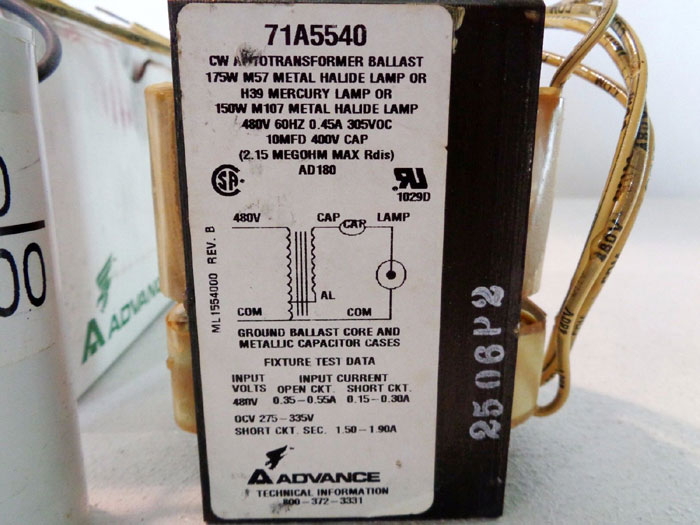 71A5540
CW AUTOTRANSFORMER BALLAST
175W M57 METAL HALIDE LAMP OR
H39 MERCURY LAMP OR
150W M107 METAL HALIDE LAMP
480V 60HZ 0.45A 305VOC
10MFD 400V CAP
(2.15 MEGOHM MAX Rdis)
AD180
1029D
480V CAP LAMP
CAP
AL
COM COM
ML1554000 REV. B
GROUND BALLAST CORE AND
METALLIC CAPACITOR CASES
FIXTURE TEST DATA
INPUT INPUT CURRENT
VOLTS OPEN CKT. SHORT CKT.
480V 0.35-0.55A 0.15-0.30A
OCV 275-335V
SHORT CKT. SEC. 1.50-1.90A
ADVANCE
TECHNICAL INFORMATION
800-372-3331
ADVANCE
0
00